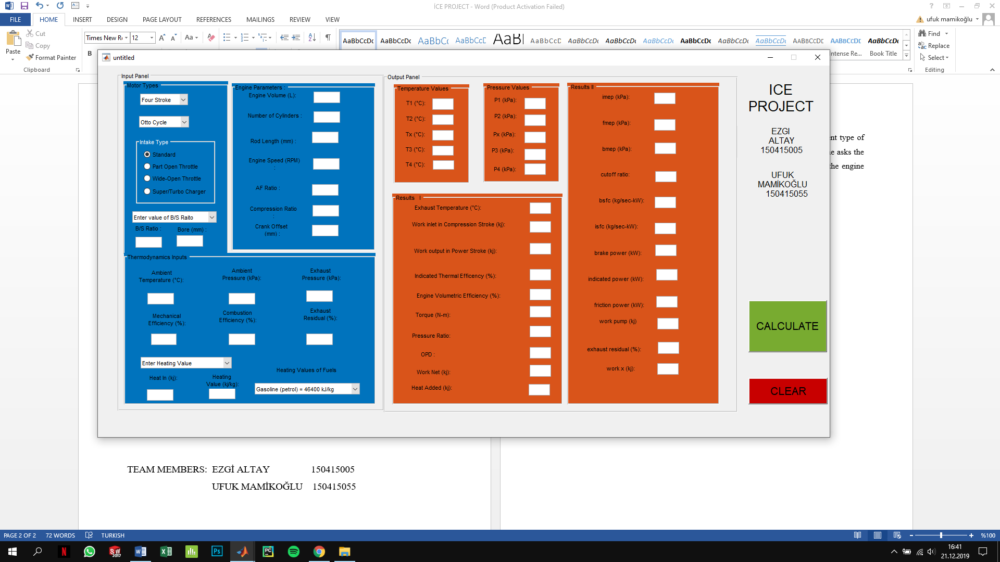 İCE PROJECT - Word (Product Activation Failed)
FILE HOME INSERT DESIGN PAGE LAYOUT REFERENCES MAILINGS REVIEW VIEW
ufuk mamikoğlu
Paste
Cut
Copy
Format Painter
Clipboard
Times New R 12
B
AaBbCcDc AaBbCcDc AaBbCc AaBbCcD AaBl AaBbCcD AaBbCcDc AaBbCcDc AaBbCcDc AaBbCcDc AaBbCcDc AaBbCcDc AaBbCcDc AaBbCcDc AaBbCcDc
ntense Re... Book Title
Find
Replace
Select
Editing
untitled
Input Panel
Motor Types
Four Stroke
Otto Cycle
Intake Type
Standard
Part Open Throttle
Wide-Open Throttle
Super/Turbo Charger
Enter value of B/S Raito
B/S Ratio :
Bore (mm) :
Engine Parameters :
Engine Volume (L):
Number of Cylinders :
Rod Length (mm) :
Engine Speed (RPM)
:
AF Ratio :
Compression Ratio
:
Crank Offset
(mm) :
Thermodynamics Inputs
Ambient
Temperature (°C):
Ambient
Pressure (kPa):
Exhaust
Pressure (kPa):
Mechanical
Efficiency (%):
Combustion
Efficiency (%):
Exhaust
Residual (%):
Enter Heating Value
Heat In (kj):
Heating
Value (kj/kg):
Heating Values of Fuels
Gasoline (petrol) = 46400 kJ/kg
Output Panel
Temperature Values
T1 (°C):
T2 (°C):
Tx (°C):
T3 (°C):
T4 (°C):
Pressure Values
P1 (kPa):
P2 (kPa):
Px (kPa):
P3 (kPa):
P4 (kPa):
Results I
Exhaust Temperature (°C):
Work inlet in Compression Stroke (kj):
Work output in Power Stroke (kj):
Indicated Thermal Efficency (%):
Engine Volumetric Efficiency (%):
Torque (N-m):
Pressure Ratio:
OPD :
Work Net (kj):
Heat Added (kj):
Results II
imep (kPa):
fmep (kPa):
bmep (kPa):
cutoff ratio:
bsfc (kg/sec-kW):
isfc (kg/sec-kW):
brake power (kW):
indicated power (kW):
friction power (kW):
work pump (kj)
exhaust residual (%):
work x (kj):
ICE
PROJECT
EZGI
ALTAY
150415005
UFUK
MAMİKOĞLU
150415055
CALCULATE
CLEAR
nt type of
e asks the
the engine
TEAM MEMBERS: EZGİ ALTAY 150415005
UFUK MAMİKOĞLU 150415055
PAGE 2 OF 2 72 WORDS TURKISH
%100
16:41
21.12.2019